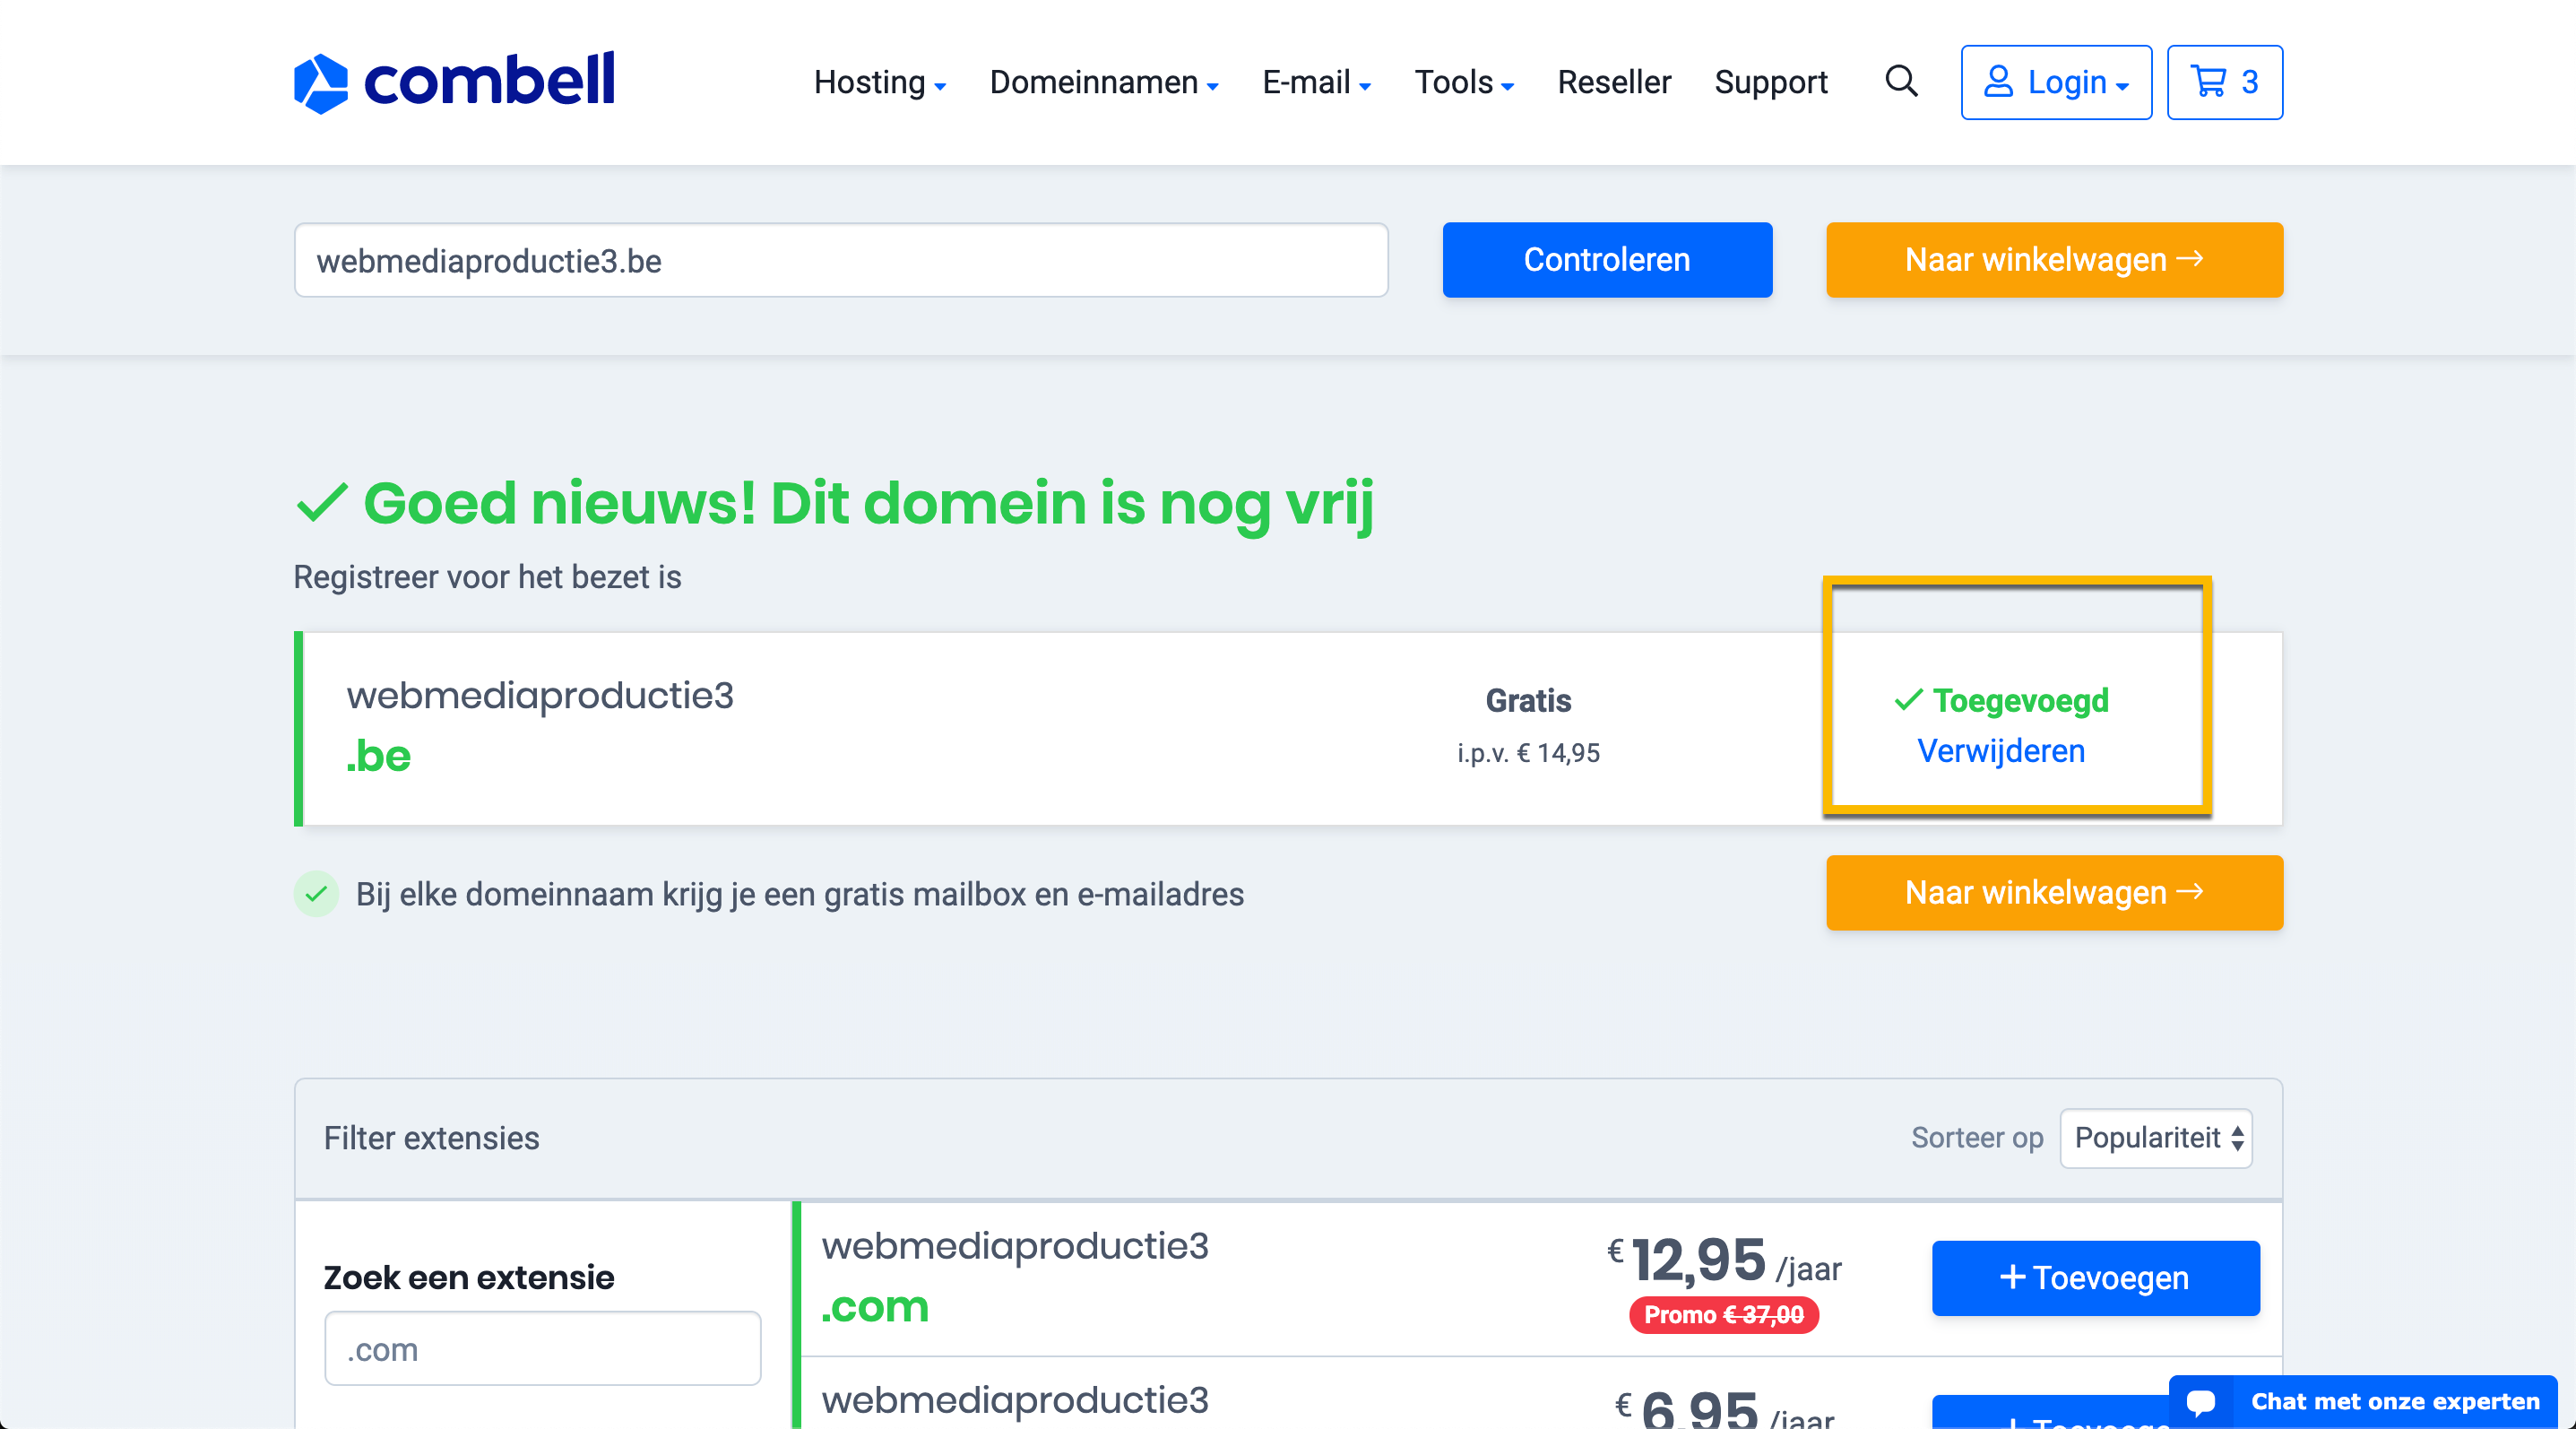 combell
Hosting Domeinnamen E-mail Tools Reseller Support Login 3
webmediaproductie3.be Controleren Naar winkelwagen →
Goed nieuws! Dit domein is nog vrij
Registreer voor het bezet is
webmediaproductie3
.be
Gratis
i.p.v. € 14,95
Toegevoegd
Verwijderen
Bij elke domeinnaam krijg je een gratis mailbox en e-mailadres
Naar winkelwagen →
Filter extensies
Sorteer op Populariteit
Zoek een extensie
.com
webmediaproductie3
.com
€ 12,95 /jaar
Promo € 37,00
+ Toevoegen
webmediaproductie3
€ 6,95 /jaar
Chat met onze experten